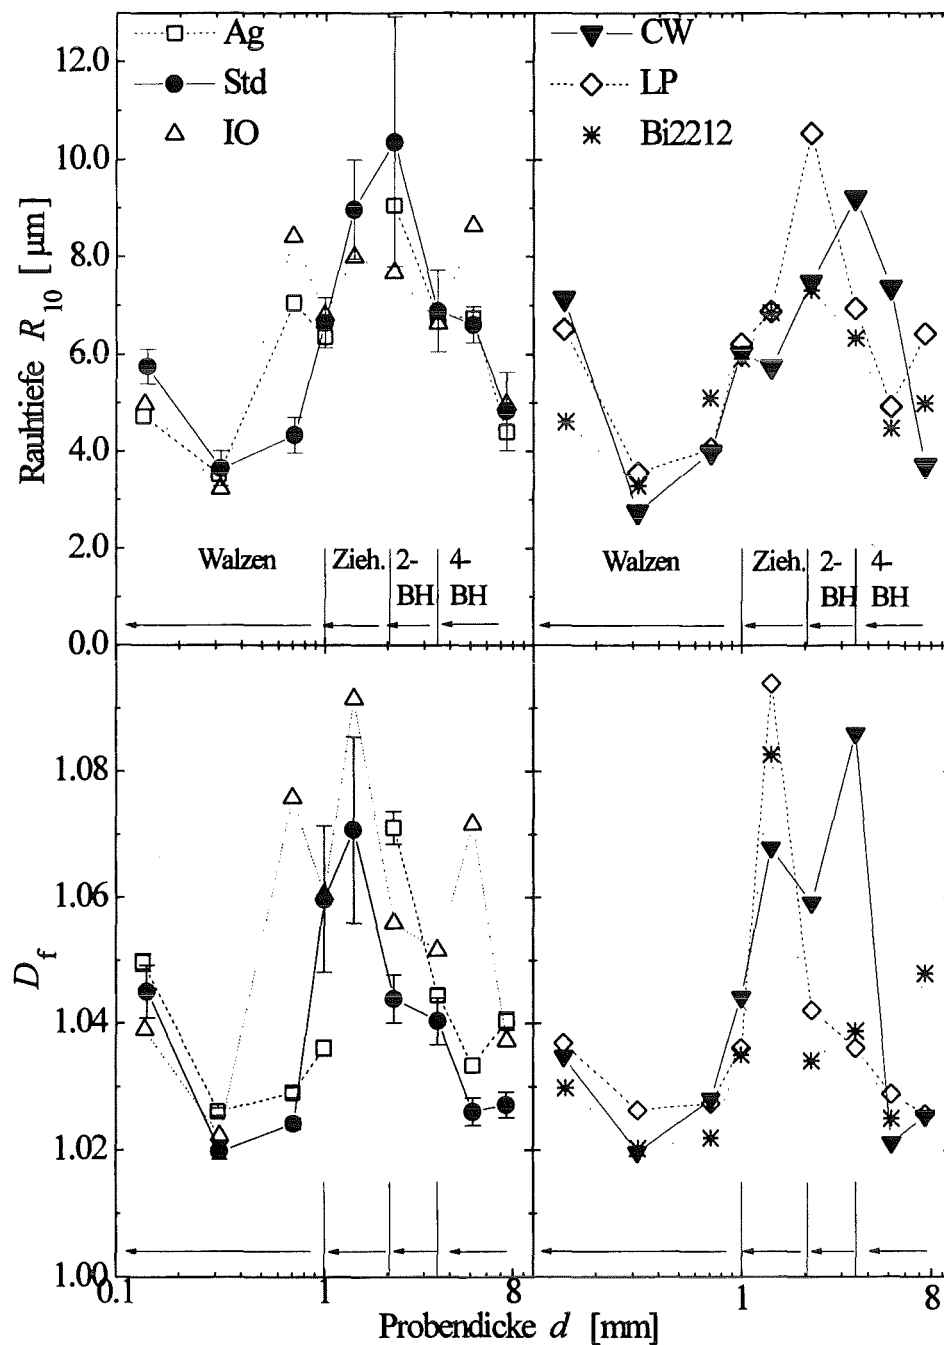 Ag
Std
IO
CW
LP
Bi2212
12.0
10.0
8.0
6.0
4.0
2.0
0.0
Rauhtiefe R10 [µm]
Walzen
Zieh.
2-
BH
4-
BH
Walzen
Zieh.
2-
BH
4-
BH
1.08
1.06
1.04
1.02
1.00
Df
0.1
1
8
1
8
Probendicke d [mm]